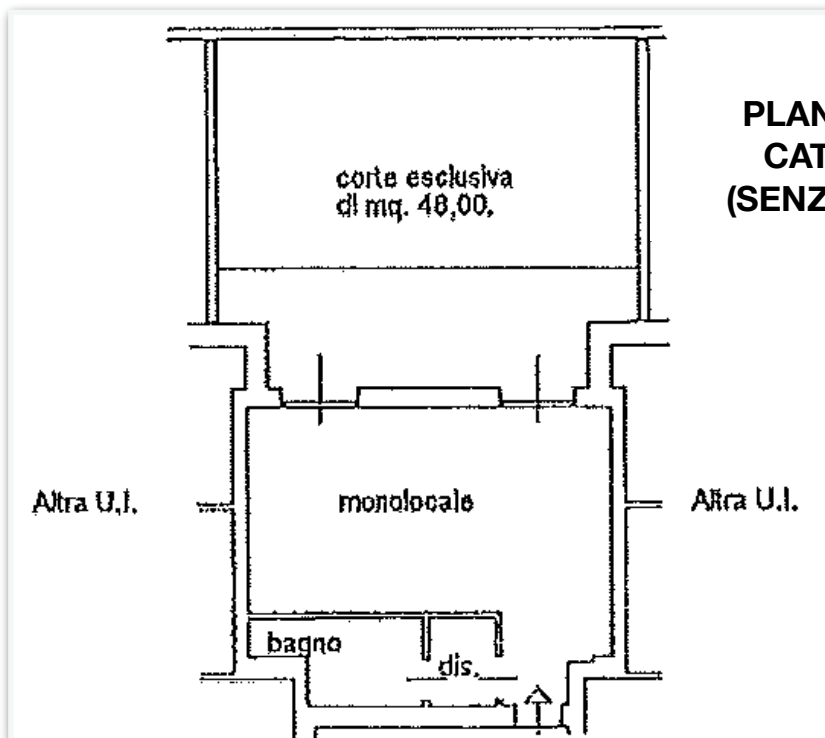 PLAN
CAT
(SENZ
corte esclusiva
di mq. 48,00.
Altra U.I.
monolocale
Altra U.I.
bagno
dis.